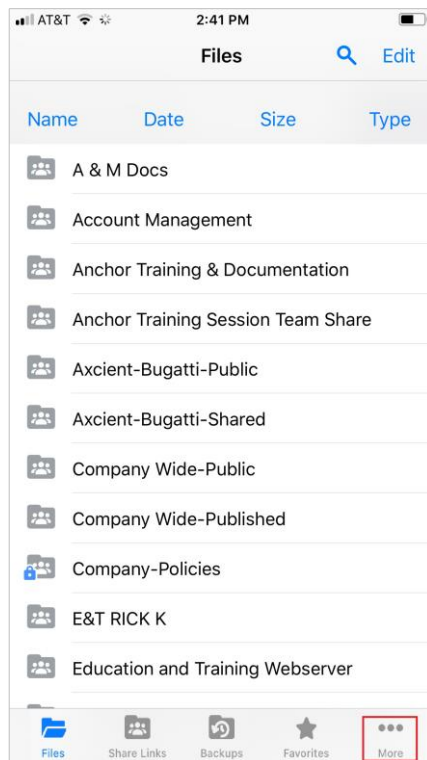 AT&T 2:41 PM
Files Edit
Name Date Size Type
A & M Docs
Account Management
Anchor Training & Documentation
Anchor Training Session Team Share
Axcient-Bugatti-Public
Axcient-Bugatti-Shared
Company Wide-Public
Company Wide-Published
Company-Policies
E&T RICK K
Education and Training Webserver
Files Share Links Backups Favorites More